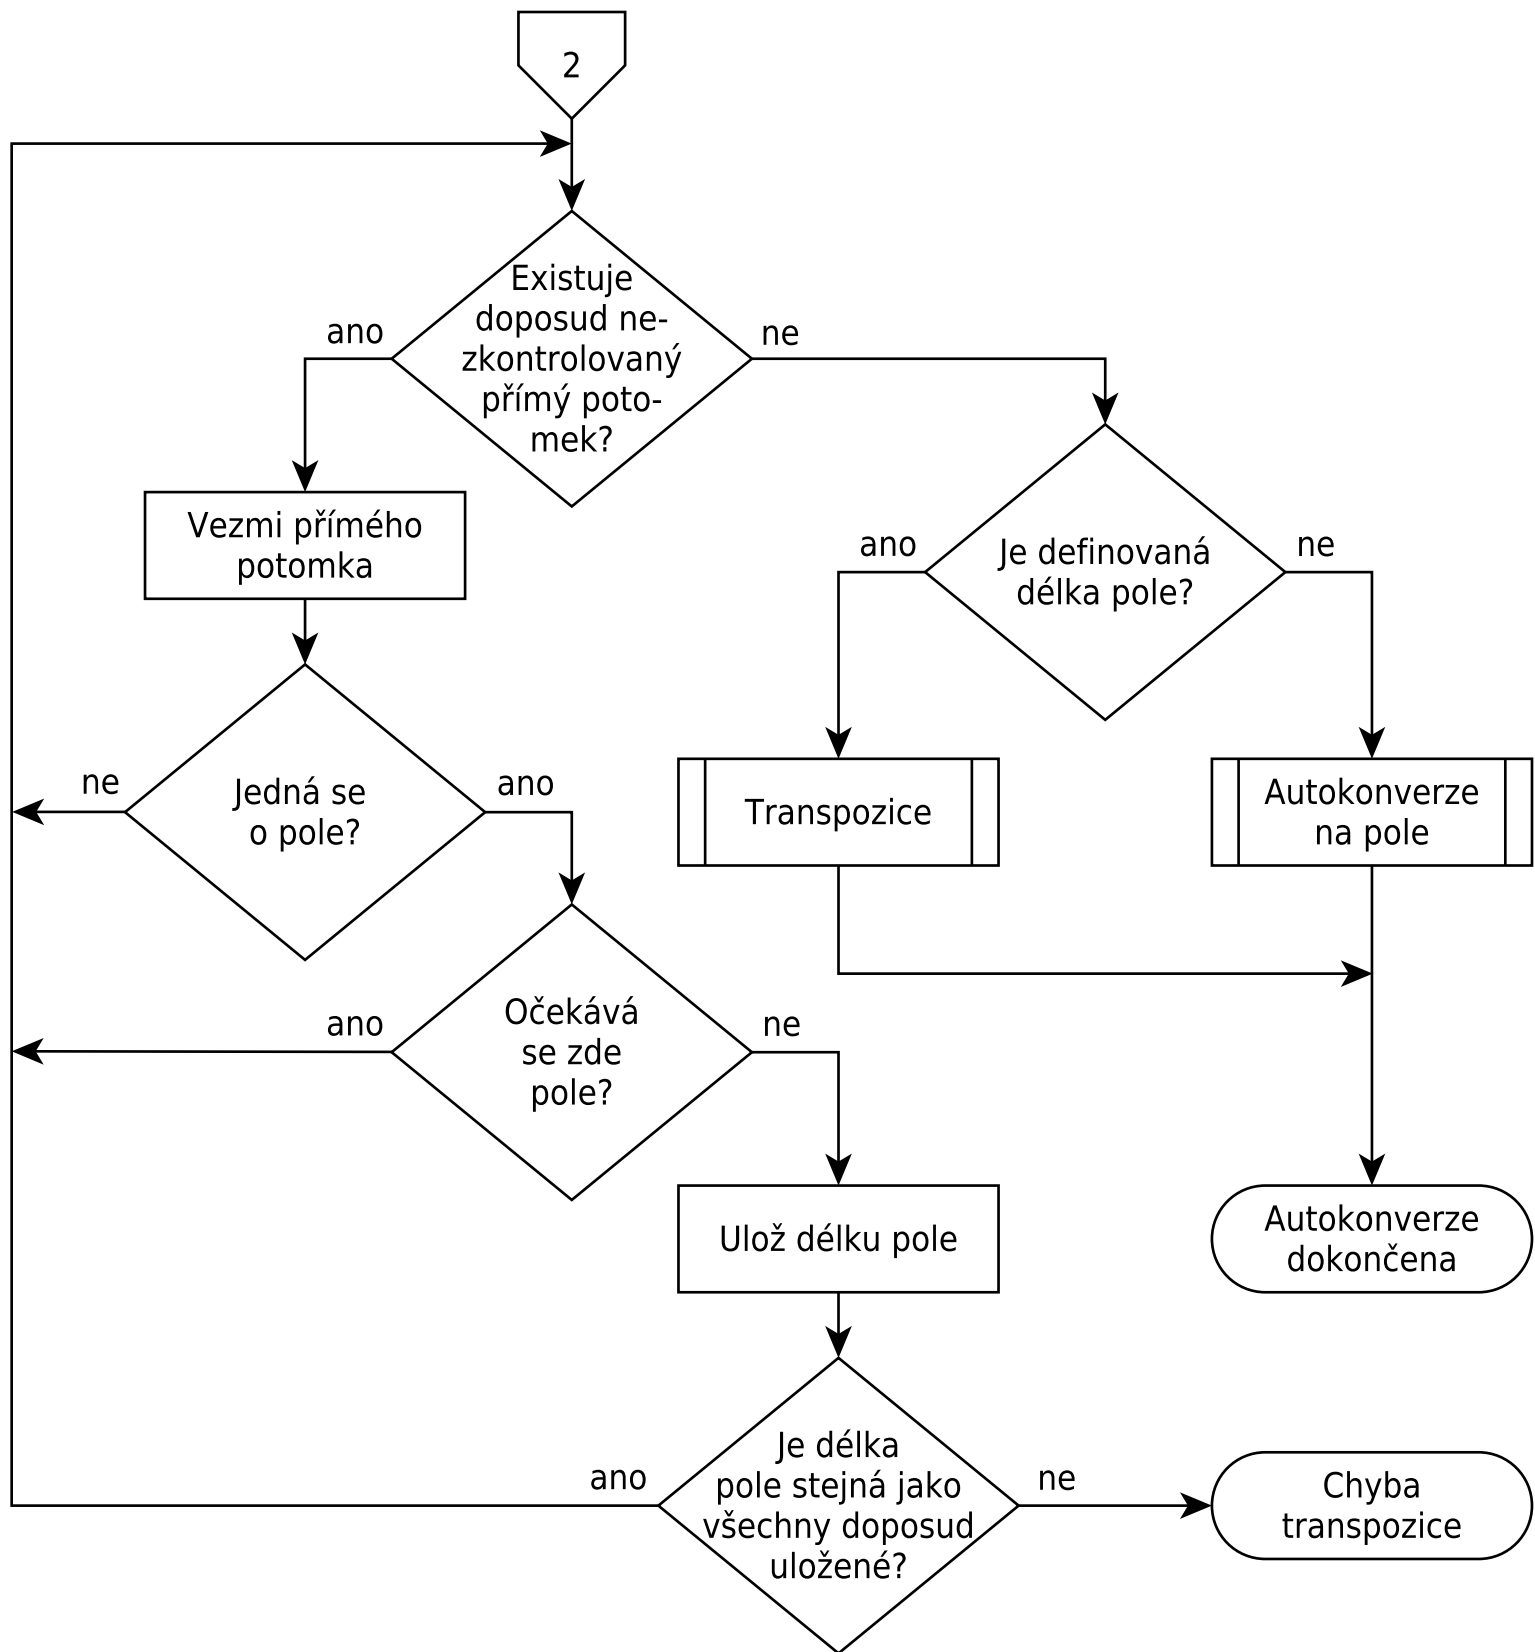 2
Existuje
doposud ne-
zkontrolovaný
přímý poto-
mek?
ano
ne
Vezmi přímého
potomka
Je definovaná
délka pole?
ano
ne
Jedná se
o pole?
ne
ano
Transpozice
Autokonverze
na pole
Očekává
se zde
pole?
ano
ne
Ulož délku pole
Autokonverze
dokončena
Je délka
pole stejná jako
všechny doposud
uložené?
ano
ne
Chyba
transpozice